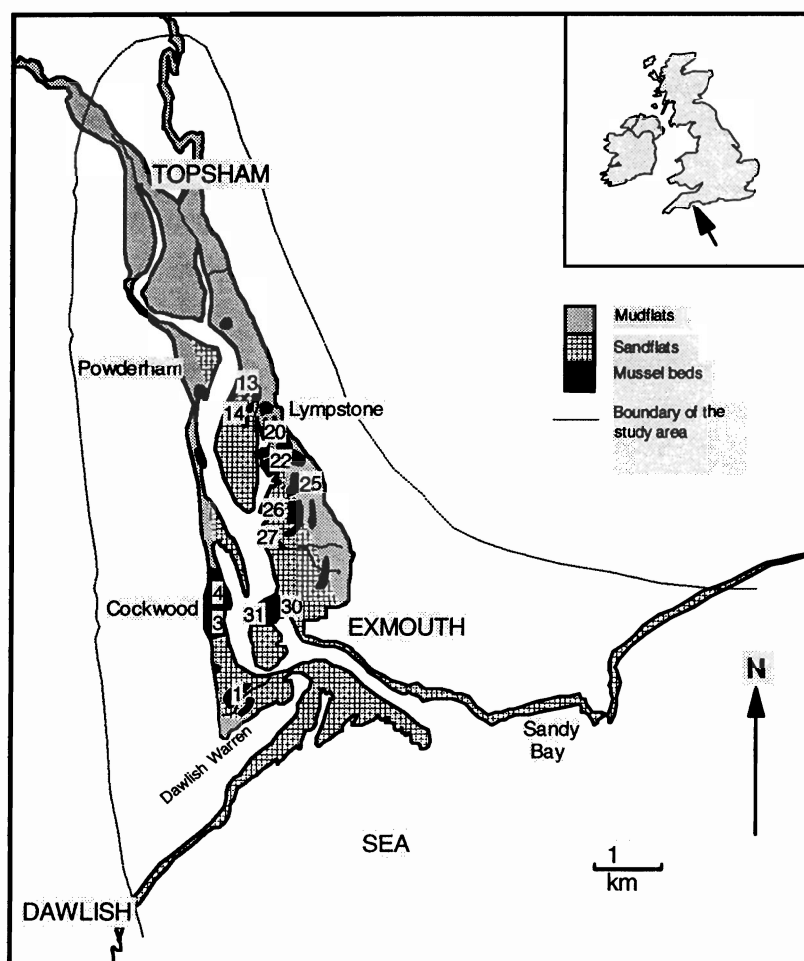 TOPSHAM
Mudflats
Sandflats
Mussel beds
Boundary of the
study area
Powderham
13
14
Lympstone
20
22
25
26
27
4
Cockwood
3
31
30
EXMOUTH
N
1
Dawlish Warren
Sandy
Bay
SEA
1
km
DAWLISH